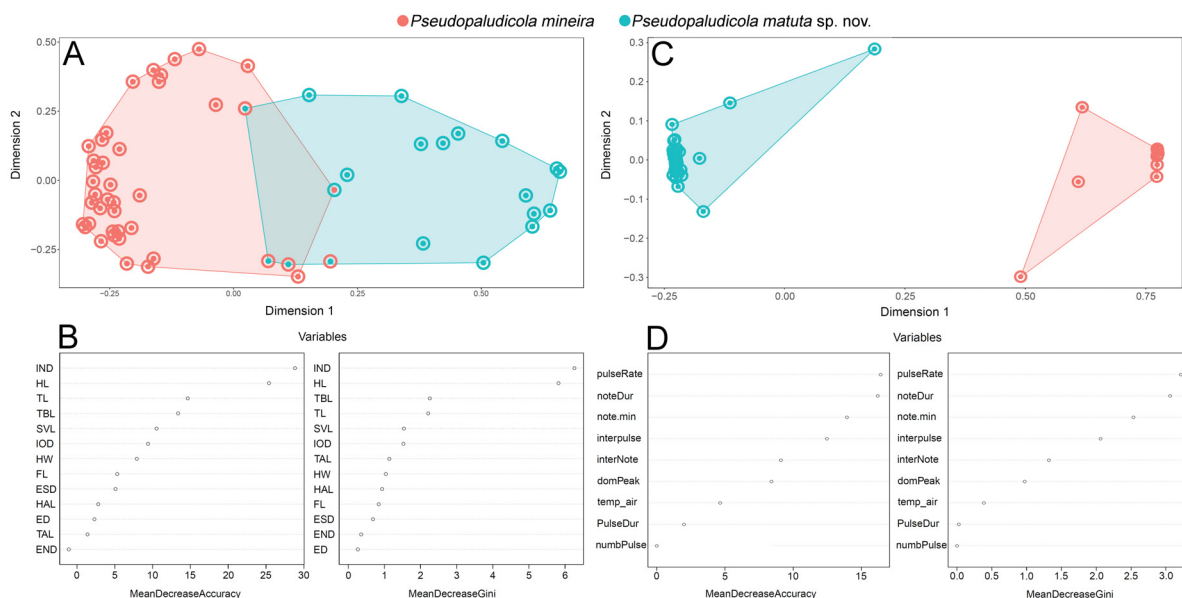 Pseudopaludicola mineira Pseudopaludicola matuta sp. nov.
A
0.50
0.25
0.00
−0.25
Dimension 2
−0.25 0.00 0.25 0.50
Dimension 1
C
0.3
0.2
0.1
0.0
−0.1
−0.2
−0.3
Dimension 2
−0.25 0.00 0.25 0.50 0.75
Dimension 1
B
Variables
IND
HL
TL
TBL
SVL
IOD
HW
FL
ESD
HAL
ED
TAL
END
0 5 10 15 20 25 30
MeanDecreaseAccuracy
IND
HL
TBL
TL
SVL
IOD
TAL
HW
HAL
FL
ESD
END
ED
0 1 2 3 4 5 6
MeanDecreaseGini
D
Variables
pulseRate
noteDur
note.min
interpulse
interNote
domPeak
temp_air
PulseDur
numbPulse
0 5 10 15
MeanDecreaseAccuracy
pulseRate
noteDur
note.min
interpulse
interNote
domPeak
temp_air
PulseDur
numbPulse
0.0 0.5 1.0 1.5 2.0 2.5 3.0
MeanDecreaseGini